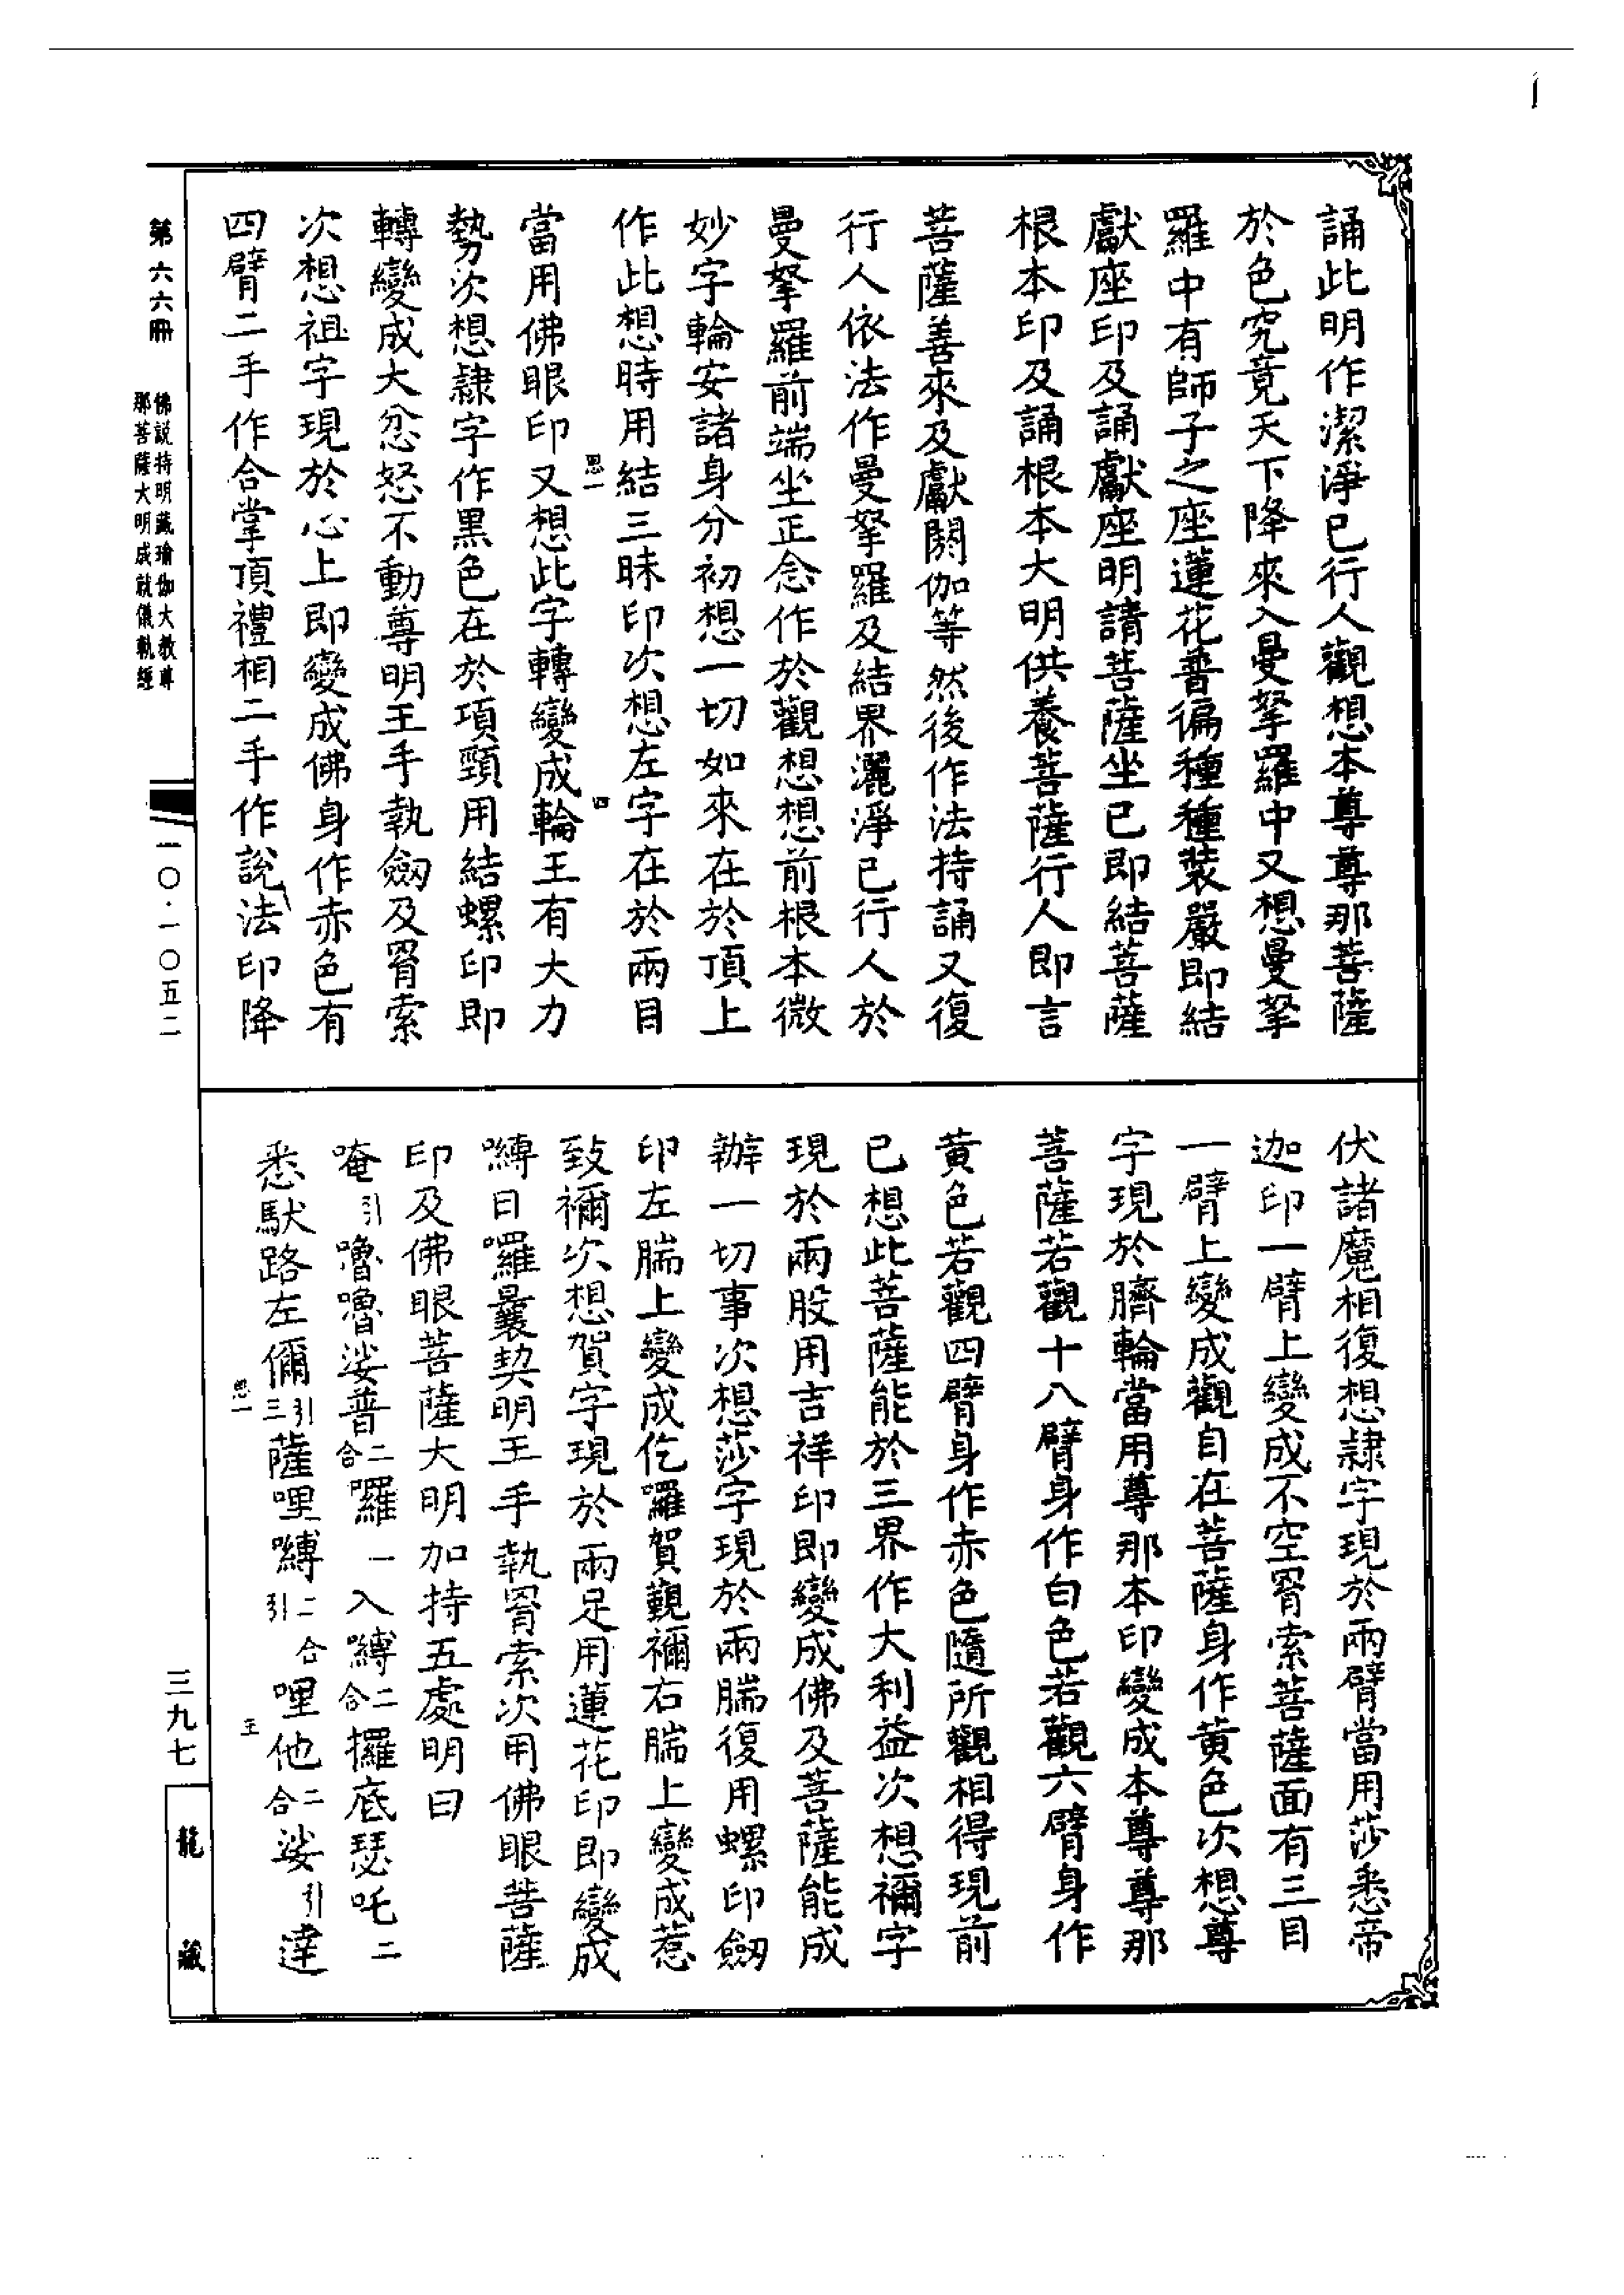 誦此明作潔淨已行人觀想本尊尊那菩薩
於色究竟天下降來入曼拏羅中又想曼拏
羅中有師子之座蓮花普徧種種裝嚴即結
獻座印及誦獻座明請菩薩坐已即結菩薩
根本印及誦根本大明供養菩薩行人即言
菩薩善來及獻閼伽等然後作法持誦又復
行人依法作曼拏羅及結界灑淨已行人於
曼拏羅前端坐正念作於觀想想前根本微
妙字輪安諸身分初想一切如來在於頂上
作此想時用結三昧印次想左字在於兩目
思一
四
當用佛眼印又想此字轉變成輪王有大力
勢次想隷字作黑色在於項頸用結螺印即
轉變成大忿怒不動尊明王手執劒及罥索
次想祖字現於心上即變成佛身作赤色有
四臂二手作合掌頂禮相二手作說法印降
第六六冊
佛說持明藏瑜伽大教尊
那菩薩大明成就儀軌經
一〇·一〇五二
伏諸魔相復想隷字現於兩臂當用莎悉帝
迦印一臂上變成不空罥索菩薩面有三目
一臂上變成觀自在菩薩身作黃色次想尊
字現於臍輪當用尊那本印變成本尊尊那
菩薩若觀十八臂身作白色若觀六臂身作
黃色若觀四臂身作赤色隨所觀相得現前
已想此菩薩能於三界作大利益次想禰字
現於兩股用吉祥印即變成佛及菩薩能成
辦一切事次想莎字現於兩腨復用螺印劒
印左腨上變成仡囉賀覲禰右腨上變成惹
致禰次想賀字現於兩足用蓮花印即變成
嚩日囉曩契明王手執罥索次用佛眼菩薩
印及佛眼菩薩大明加持五處明曰
唵引嚕嚕娑普二合囉一入嚩二合攞底瑟吒二
悉馱路左儞引三薩哩嚩二合引哩他二合娑引達
思一
五
三九七
龍藏